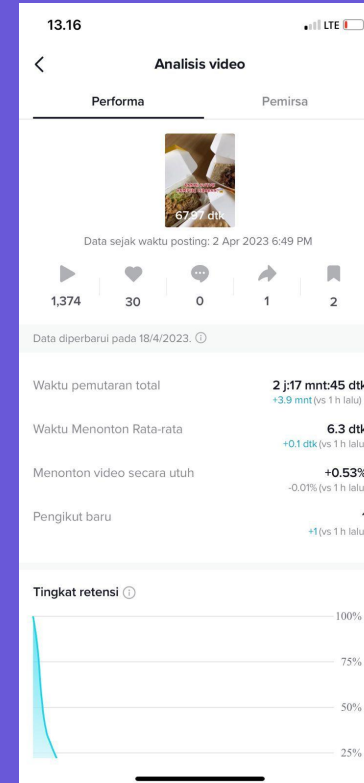 13.16
LTE
Analisis video
Performa
Pemirsa
67.97 dtk
Data sejak waktu posting: 2 Apr 2023 6:49 PM
1,374
30
0
1
2
Data diperbarui pada 18/4/2023.
Waktu pemutaran total
2 j:17 mnt:45 dtk
+3.9 mnt (vs 1 h lalu)
Waktu Menonton Rata-rata
6.3 dtk
+0.1 dtk (vs 1 h lalu
Menonton video secara utuh
+0.53%
-0.01% (vs 1 h lalu
Pengikut baru
+1 (vs 1 h lalu
Tingkat retensi
100%
75%
50%
25%